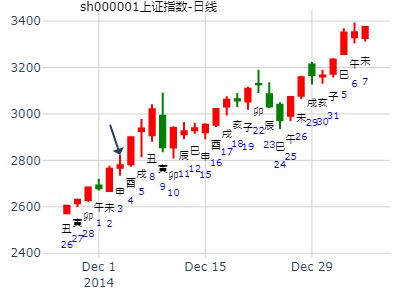 sh000001上证指数-日线
3400
3200
3000
2800
2600
2400
丑 26
寅 27
卯 28
午 1
未 2
申 3
酉 4
戌 5
丑 8
寅 9
卯 10
辰 11
巳 12
申 15
酉 16
戌 17
亥 18
子 19
卯 22
辰 23
巳 24
午 25
未 26
戌 29
亥 30
子 31
巳 5
午 6
未 7
Dec 1
2014
Dec 15
Dec 29